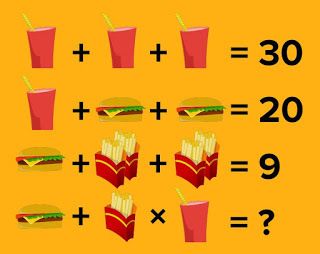 + + = 30
+ + = 20
+ + = 9
+ × = ?